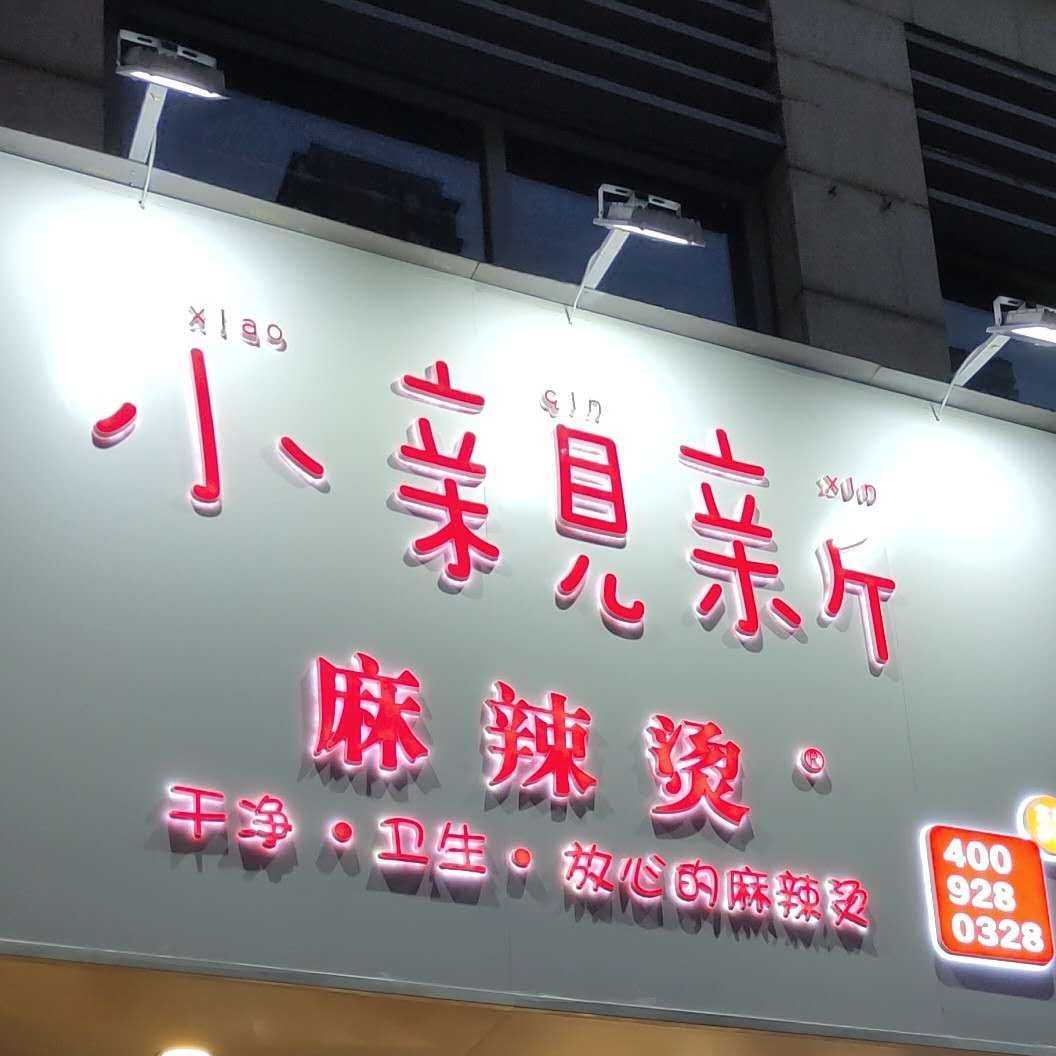 xiao qin xin
小親新
麻辣烫®
干净·卫生·放心的麻辣烫
400
928
0328